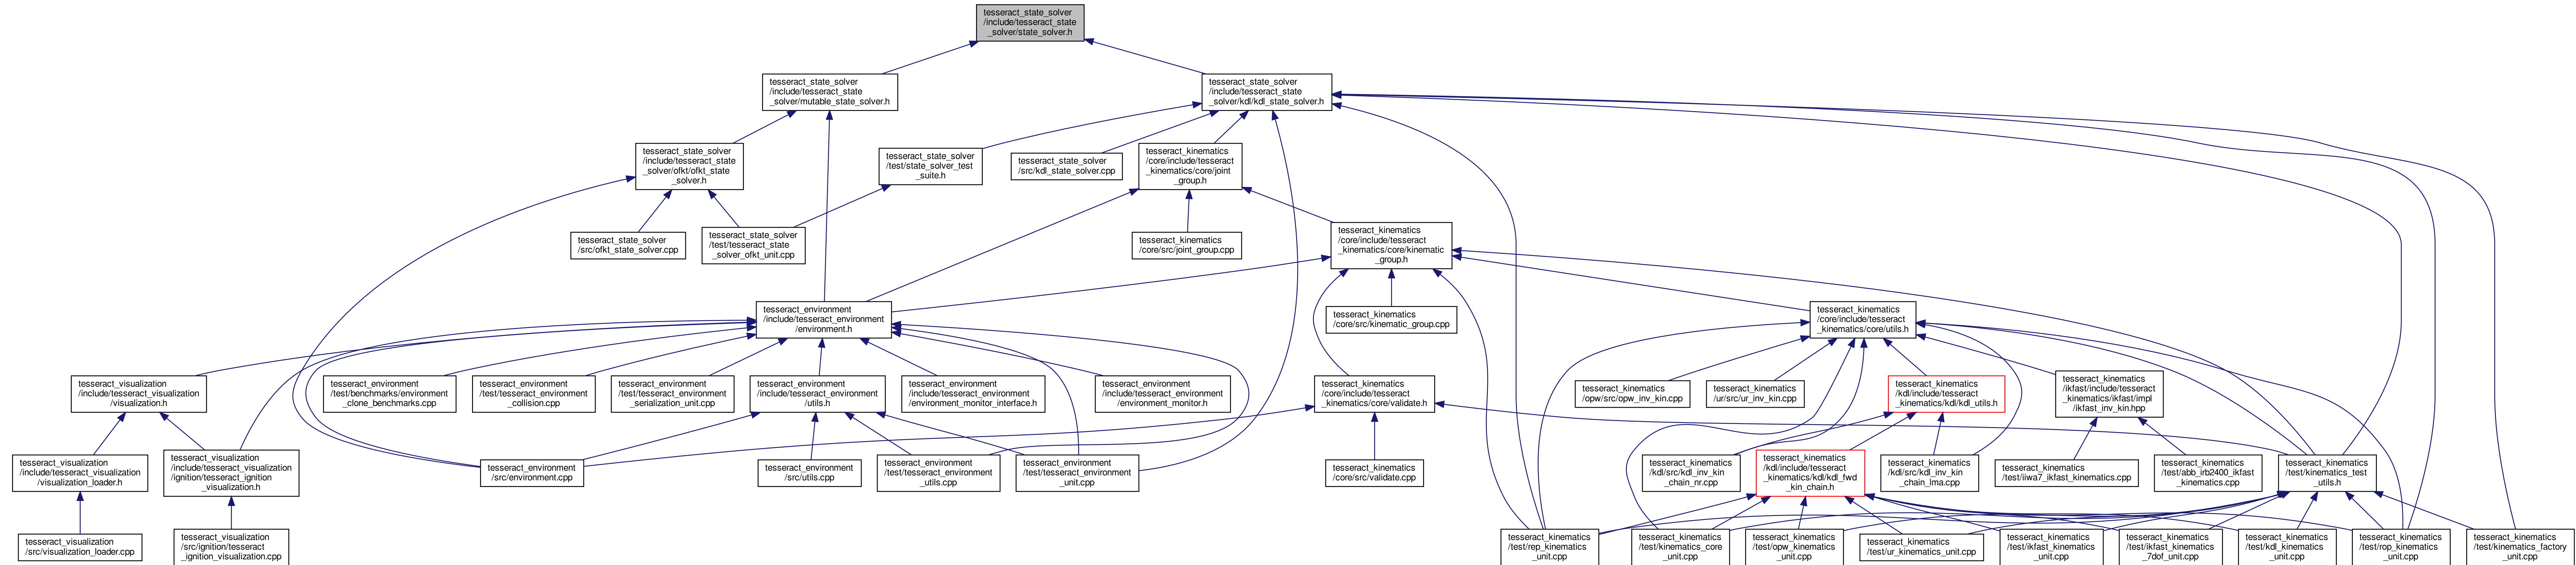 tesseract_state_solver
/include/tesseract_state
_solver/state_solver.h
tesseract_state_solver
/include/tesseract_state
_solver/mutable_state_solver.h
tesseract_state_solver
/include/tesseract_state
_solver/kdl/kdl_state_solver.h
tesseract_state_solver
/include/tesseract_state
_solver/ofkt/ofkt_state
_solver.h
tesseract_state_solver
/test/state_solver_test
_suite.h
tesseract_state_solver
/src/kdl_state_solver.cpp
tesseract_kinematics
/core/include/tesseract
_kinematics/core/joint
_group.h
tesseract_state_solver
/src/ofkt_state_solver.cpp
tesseract_state_solver
/test/tesseract_state
_solver_ofkt_unit.cpp
tesseract_kinematics
/core/src/joint_group.cpp
tesseract_kinematics
/core/include/tesseract
_kinematics/core/kinematic
_group.h
tesseract_environment
/include/tesseract_environment
/environment.h
tesseract_kinematics
/core/src/kinematic_group.cpp
tesseract_kinematics
/core/include/tesseract
_kinematics/core/utils.h
tesseract_visualization
/include/tesseract_visualization
/visualization.h
tesseract_environment
/test/benchmarks/environment
_clone_benchmarks.cpp
tesseract_environment
/test/tesseract_environment
_collision.cpp
tesseract_environment
/test/tesseract_environment
_serialization_unit.cpp
tesseract_environment
/include/tesseract_environment
/utils.h
tesseract_environment
/include/tesseract_environment
/environment_monitor_interface.h
tesseract_environment
/include/tesseract_environment
/environment_monitor.h
tesseract_kinematics
/core/include/tesseract
_kinematics/core/validate.h
tesseract_kinematics
/opw/src/opw_inv_kin.cpp
tesseract_kinematics
/ur/src/ur_inv_kin.cpp
tesseract_kinematics
/kdl/include/tesseract
_kinematics/kdl/kdl_utils.h
tesseract_kinematics
/ikfast/include/tesseract
_kinematics/ikfast/impl
/ikfast_inv_kin.hpp
tesseract_visualization
/include/tesseract_visualization
/visualization_loader.h
tesseract_visualization
/include/tesseract_visualization
/ignition/tesseract_ignition
_visualization.h
tesseract_environment
/src/environment.cpp
tesseract_environment
/src/utils.cpp
tesseract_environment
/test/tesseract_environment
_utils.cpp
tesseract_environment
/test/tesseract_environment
_unit.cpp
tesseract_kinematics
/core/src/validate.cpp
tesseract_kinematics
/kdl/src/kdl_inv_kin
_chain_nr.cpp
tesseract_kinematics
/kdl/include/tesseract
_kinematics/kdl/kdl_fwd
_kin_chain.h
tesseract_kinematics
/kdl/src/kdl_inv_kin
_chain_lma.cpp
tesseract_kinematics
/test/iiwa7_ikfast_kinematics.cpp
tesseract_kinematics
/test/abb_irb2400_ikfast
_kinematics.cpp
tesseract_kinematics
/test/kinematics_test
_utils.h
tesseract_visualization
/src/visualization_loader.cpp
tesseract_visualization
/src/ignition/tesseract
_ignition_visualization.cpp
tesseract_kinematics
/test/rep_kinematics
_unit.cpp
tesseract_kinematics
/test/kinematics_core
_unit.cpp
tesseract_kinematics
/test/opw_kinematics
_unit.cpp
tesseract_kinematics
/test/ur_kinematics_unit.cpp
tesseract_kinematics
/test/ikfast_kinematics
_unit.cpp
tesseract_kinematics
/test/ikfast_kinematics
_7dof_unit.cpp
tesseract_kinematics
/test/kdl_kinematics
_unit.cpp
tesseract_kinematics
/test/rop_kinematics
_unit.cpp
tesseract_kinematics
/test/kinematics_factory
_unit.cpp